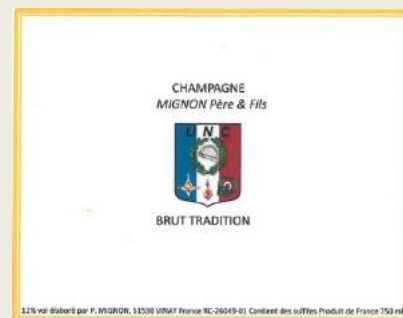 CHAMPAGNE
MIGNON Père & Fils
UNC
BRUT TRADITION
12% vol élaboré par P. MIGNON, 51530 VINAY France RC-26049-01 Contient des sulfites Produit de France 750 ml